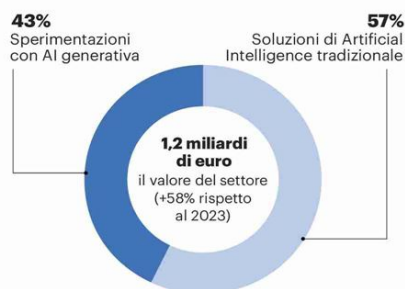 43%
Sperimentazioni
con AI generativa
57%
Soluzioni di Artificial
Intelligence tradizionale
1,2 miliardi
di euro
il valore del settore
(+58% rispetto
al 2023)